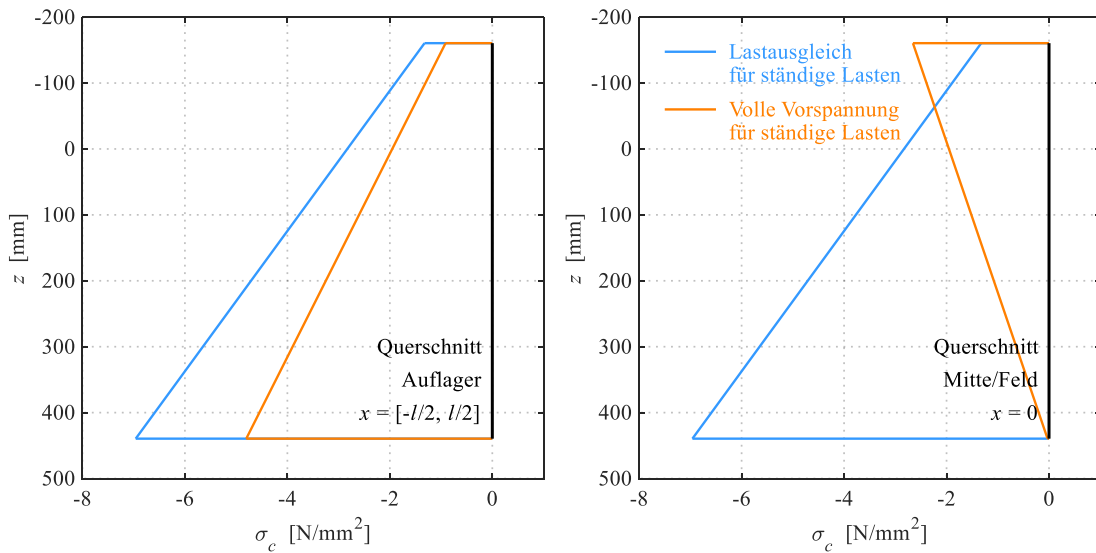 -200
-100
0
100
200
300
400
500
z [mm]
-8
-6
-4
-2
0
σc [N/mm2]
Querschnitt
Auflager
x = [-l/2, l/2]
-200
-100
0
100
200
300
400
500
z [mm]
-8
-6
-4
-2
0
σc [N/mm2]
Lastausgleich
für ständige Lasten
Volle Vorspannung
für ständige Lasten
Querschnitt
Mitte/Feld
x = 0